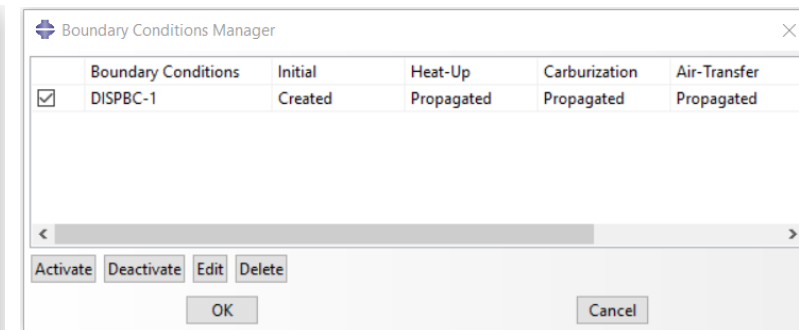 Boundary Conditions Manager
Boundary Conditions Initial Heat-Up Carburization Air-Transfer
DISPBC-1 Created Propagated Propagated Propagated
Activate Deactivate Edit Delete
OK Cancel